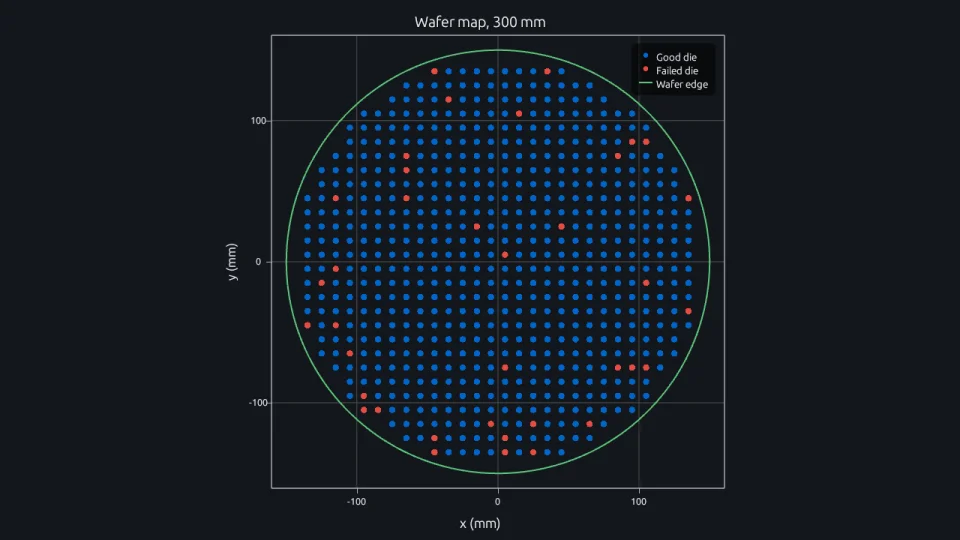 Wafer map, 300 mm
Good die
Failed die
Wafer edge
100
0
-100
y (mm)
-100
0
100
x (mm)